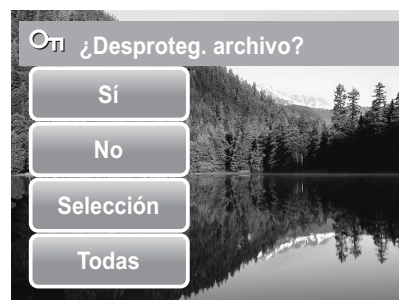 ¿Desproteg. archivo?
Sí
No
Selección
Todas